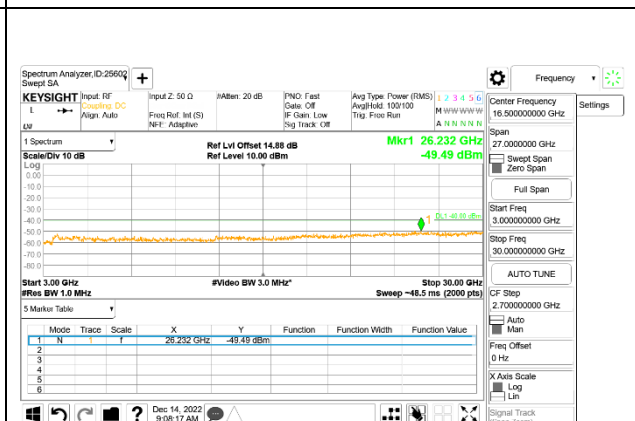 Spectrum Analyzer, ID:25602
Swept SA
Frequency
KEYSIGHT
L
Input: RF
Coupling: DC
Align: Auto
Input Z: 50 Ω
Freq Ref: Int (S)
NFE: Adaptive
#Atten: 20 dB
PNO: Fast
Gate: Off
IF Gain: Low
Sig Track: Off
Avg Type: Power (RMS)
Avg|Hold: 100/100
Trig: Free Run
1 2 3 4 5 6
M W W W W W
A N N N N N
1 Spectrum
Scale/Div 10 dB
Log
Ref Lvl Offset 14.88 dB
Ref Level 10.00 dBm
Mkr1 26.232 GHz
-49.49 dBm
0.00
-10.0
-20.0
-30.0
-40.0
-50.0
-60.0
-70.0
-80.0
1
DL1 -40.00 dBm
Start 3.00 GHz
#Res BW 1.0 MHz
#Video BW 3.0 MHz*
Stop 30.00 GHz
Sweep ~48.5 ms (2000 pts)
5 Marker Table
Mode Trace Scale X Y Function Function Width Function Value
1 N 1 f 26.232 GHz -49.49 dBm
2
3
4
5
6
Dec 14, 2022
9:08:17 AM
Center Frequency
16.500000000 GHz
Settings
Span
27.0000000 GHz
Swept Span
Zero Span
Full Span
Start Freq
3.000000000 GHz
Stop Freq
30.000000000 GHz
AUTO TUNE
CF Step
2.700000000 GHz
Auto
Man
Freq Offset
0 Hz
X Axis Scale
Log
Lin
Signal Track